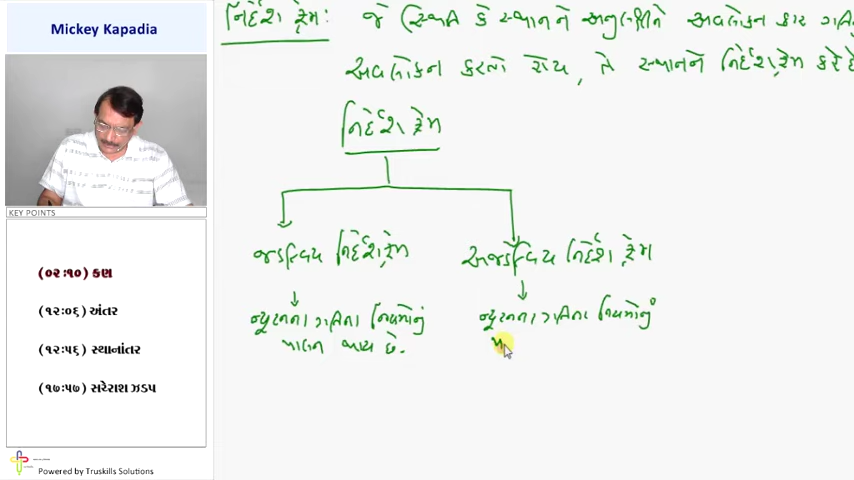 Mickey Kapadia
KEY POINTS
(૦૨:૧૦) કણ
(૧૨:૦૬) અંતર
(૧૨:૫૬) સ્થાનાંતર
(૧૭:૫૭) સરેરાશ ઝડપ
Powered by Truskills Solutions
નિર્દેશ ફ્રેમ: જે સ્થિતિ કે સ્થાનને અનુલક્ષીને અવલોકન કાર
અવલોકન કરતો હોય, તે સ્થાનને નિર્દેશ ફ્રેમ કહે છે
નિર્દેશ ફ્રેમ
જડત્વિય નિર્દેશ ફ્રેમ
અજડત્વિય નિર્દેશ ફ્રેમ
ન્યૂટનના ગતિના નિયમોનું
પાલન થાય છે.
ન્યૂટનના ગતિના નિયમોનું